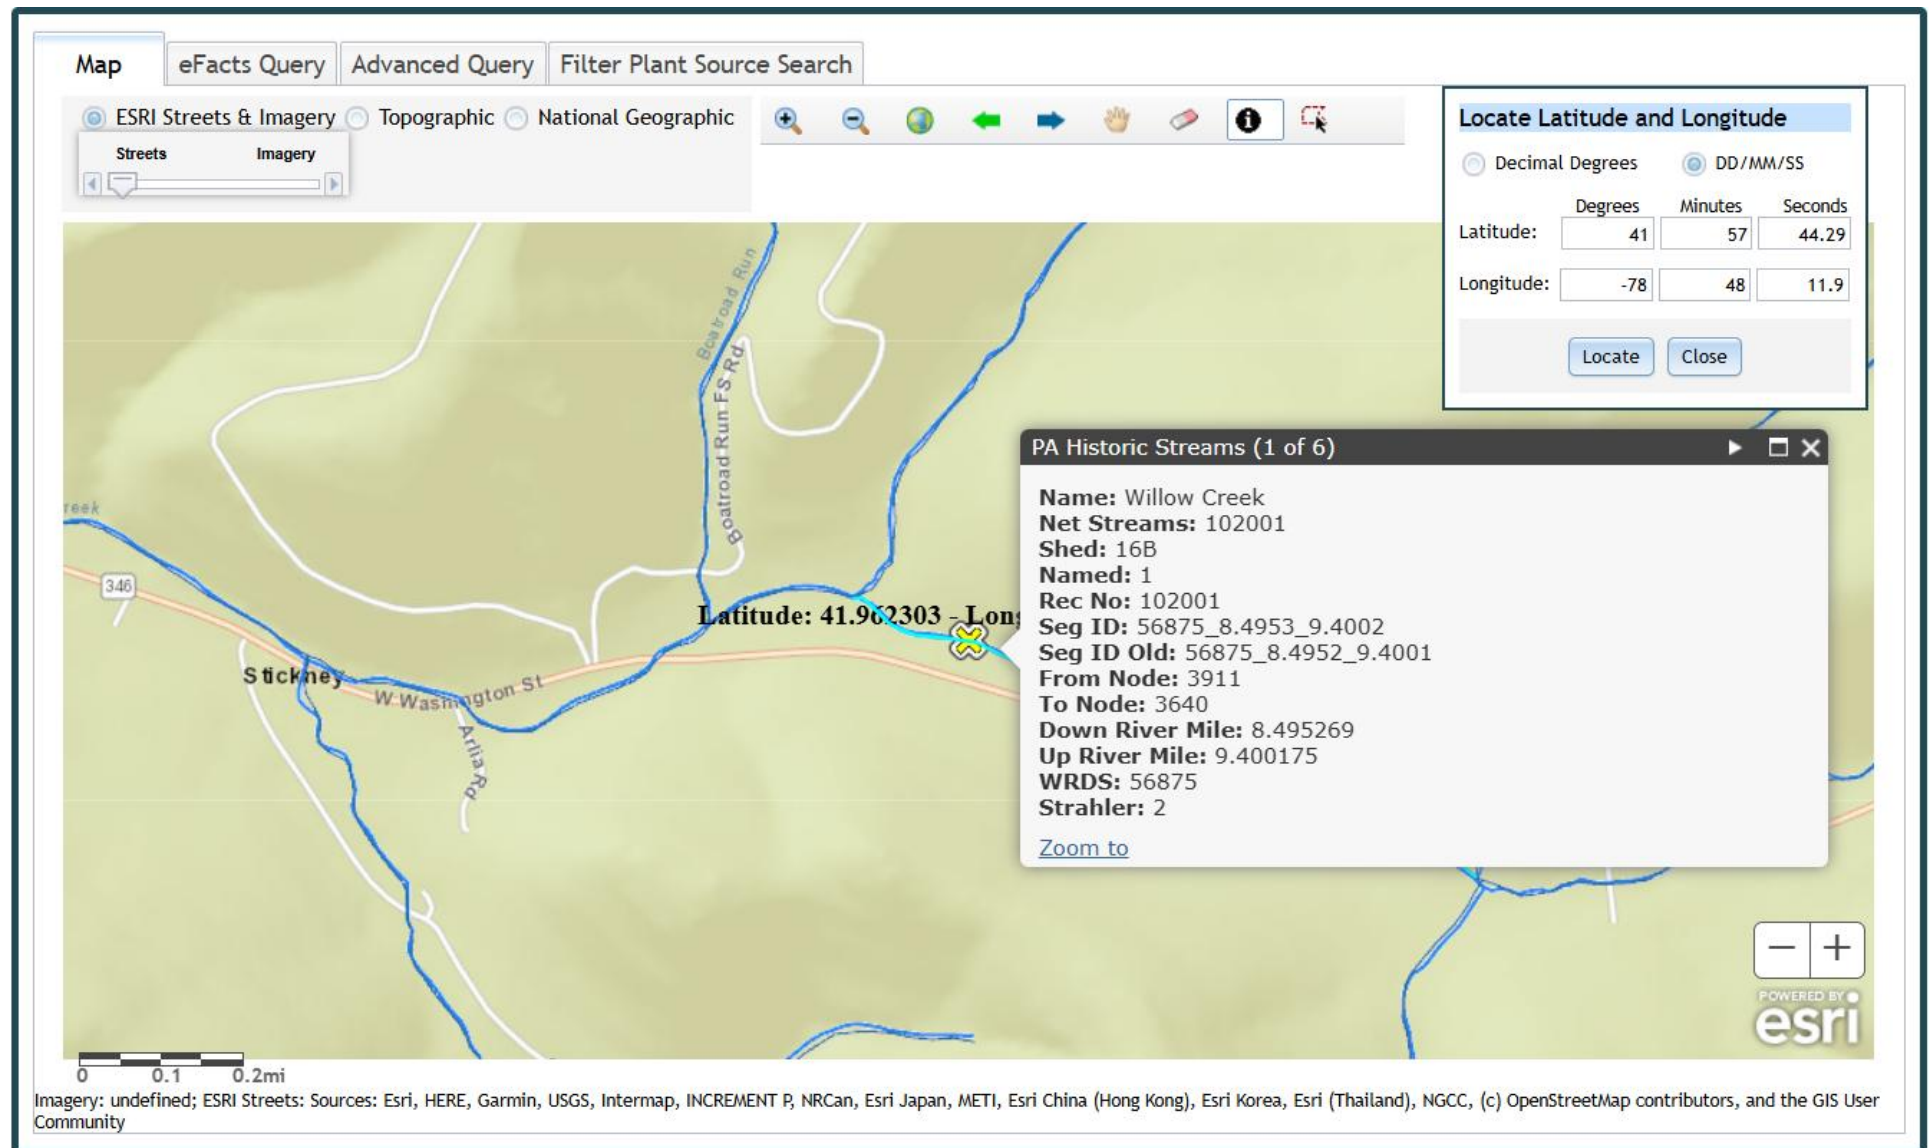 Map
eFacts Query
Advanced Query
Filter Plant Source Search
ESRI Streets & Imagery
Topographic
National Geographic
Streets
Imagery
Locate Latitude and Longitude
Decimal Degrees
DD/MM/SS
Degrees Minutes Seconds
Latitude: 41 57 44.29
Longitude: -78 48 11.9
Locate
Close
Boatroad Run
Boatroad Run FS Rd
reek
346
Latitude: 41.962303 - Long
Stickney
W Washington St
Arlia Rd
PA Historic Streams (1 of 6)
Name: Willow Creek
Net Streams: 102001
Shed: 16B
Named: 1
Rec No: 102001
Seg ID: 56875_8.4953_9.4002
Seg ID Old: 56875_8.4952_9.4001
From Node: 3911
To Node: 3640
Down River Mile: 8.495269
Up River Mile: 9.400175
WRDS: 56875
Strahler: 2
Zoom to
POWERED BY
esri
0 0.1 0.2mi
Imagery: undefined; ESRI Streets: Sources: Esri, HERE, Garmin, USGS, Intermap, INCREMENT P, NRCan, Esri Japan, METI, Esri China (Hong Kong), Esri Korea, Esri (Thailand), NGCC, (c) OpenStreetMap contributors, and the GIS User
Community